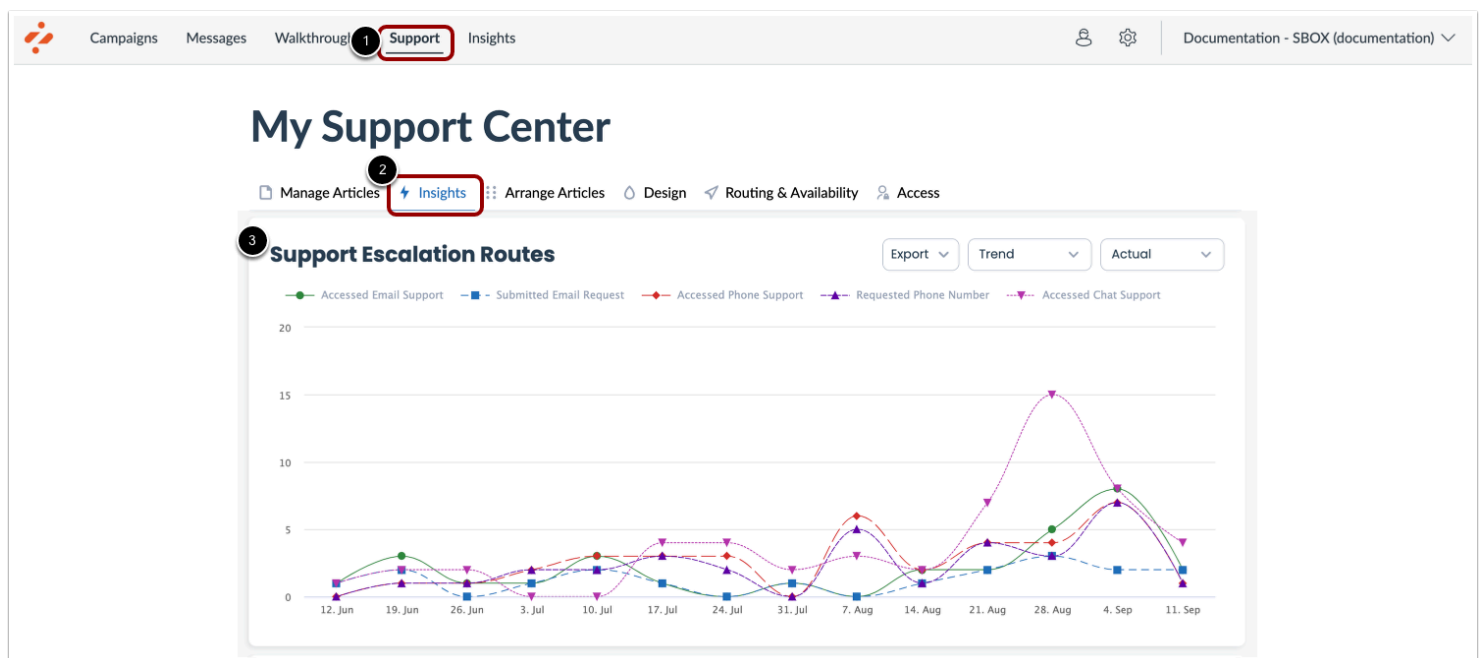 Campaigns Messages Walkthrough 1 Support Insights Documentation - SBOX (documentation)
My Support Center
2
Manage Articles Insights Arrange Articles Design Routing & Availability Access
3
Support Escalation Routes Export Trend Actual
Accessed Email Support Submitted Email Request Accessed Phone Support Requested Phone Number Accessed Chat Support
20
15
10
5
0
12. Jun 19. Jun 26. Jun 3. Jul 10. Jul 17. Jul 24. Jul 31. Jul 7. Aug 14. Aug 21. Aug 28. Aug 4. Sep 11. Sep